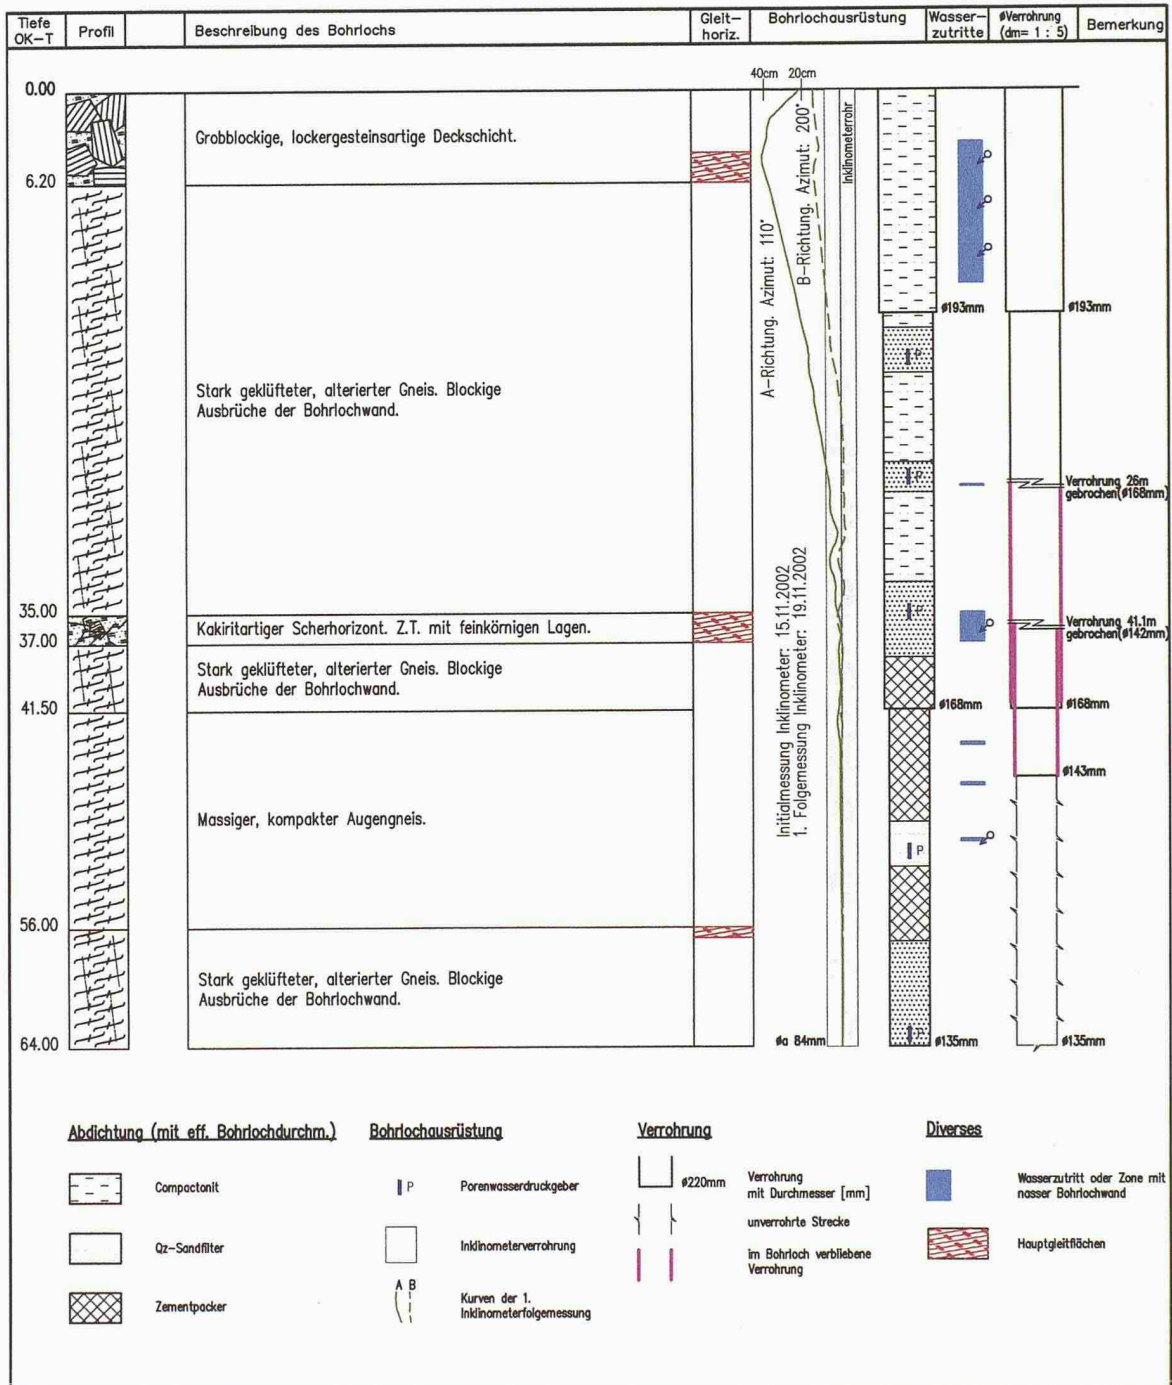 Tiefe
OK-T
Profil
Beschreibung des Bohrlochs
Gleit-
horiz.
Bohrlochausrüstung
Wasser-
zutritte
øVerrohrung
(dm= 1 : 5)
Bemerkung
40cm 20cm
0.00
Grobblockige, lockergesteinsartige Deckschicht.
6.20
A-Richtung. Azimut: 110°
B-Richtung. Azimut: 200°
Inklinometerrohr
ø193mm
ø193mm
P
Stark geklüfteter, alterierter Gneis. Blockige
Ausbrüche der Bohrlochwand.
P
Verrohrung 26m
gebrochen(ø168mm)
Initialmessung Inklinometer: 15.11.2002
1. Folgemessung Inklinometer: 19.11.2002
35.00
P
Kakiritartiger Scherhorizont. Z.T. mit feinkörnigen Lagen.
Verrohrung 41.1m
gebrochen(ø142mm)
37.00
Stark geklüfteter, alterierter Gneis. Blockige
Ausbrüche der Bohrlochwand.
41.50
ø168mm
ø168mm
ø143mm
Massiger, kompakter Augengneis.
P
56.00
Stark geklüfteter, alterierter Gneis. Blockige
Ausbrüche der Bohrlochwand.
P
64.00
øa 84mm
ø135mm
ø135mm
Abdichtung (mit eff. Bohrlochdurchm.)
Compactonit
Qz-Sandfilter
Zementpacker
Bohrlochausrüstung
P
Porenwasserdruckgeber
Inklinometerverrohrung
A B
Kurven der 1.
Inklinometerfolgemessung
Verrohrung
ø220mm
Verrohrung
mit Durchmesser [mm]
unverrohrte Strecke
im Bohrloch verbliebene
Verrohrung
Diverses
Wasserzutritt oder Zone mit
nasser Bohrlochwand
Hauptgleitflächen